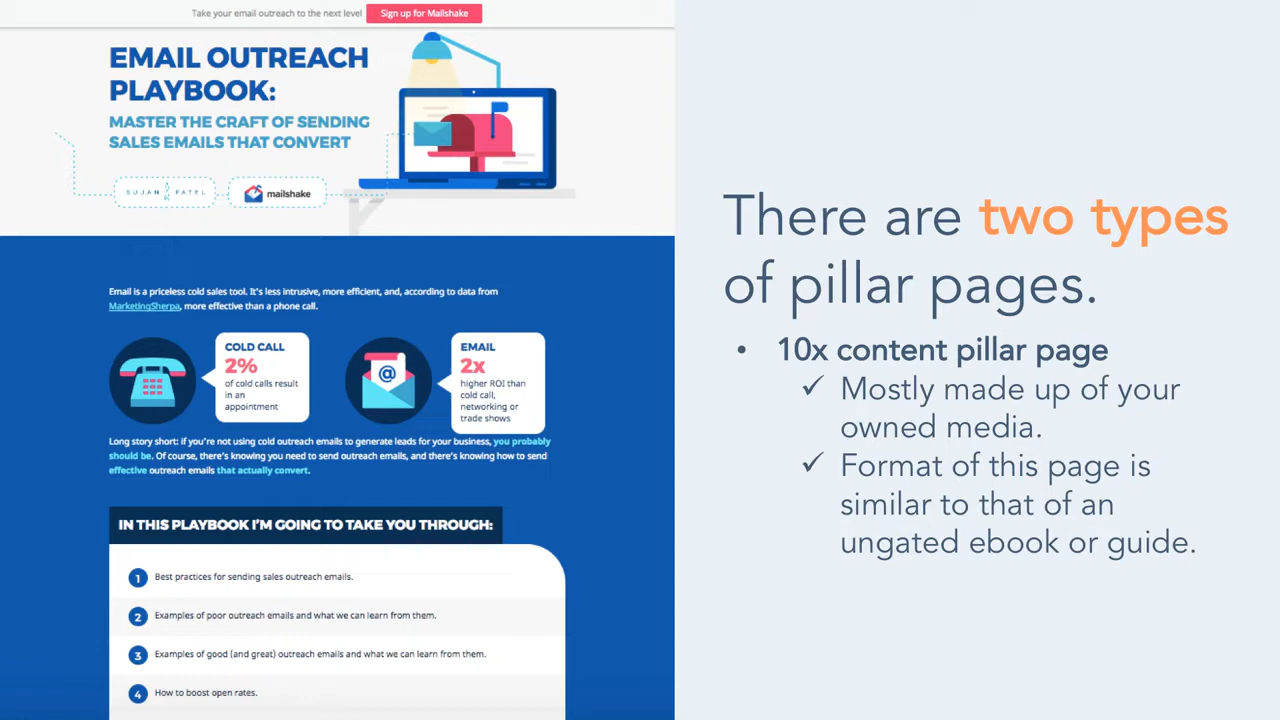 Take your email outreach to the next level
Sign up for Mailshake
EMAIL OUTREACH
PLAYBOOK:
MASTER THE CRAFT OF SENDING
SALES EMAILS THAT CONVERT
SUJAN PATEL
mailshake
Email is a priceless cold sales tool. It's less intrusive, more efficient, and, according to data from
MarketingSherpa, more effective than a phone call.
COLD CALL
2%
of cold calls result
in an
appointment
@
EMAIL
2x
higher ROI than
cold call,
networking or
trade shows
Long story short: if you're not using cold outreach emails to generate leads for your business, you probably
should be. Of course, there's knowing you need to send outreach emails, and there's knowing how to send
effective outreach emails that actually convert.
IN THIS PLAYBOOK I'M GOING TO TAKE YOU THROUGH:
1 Best practices for sending sales outreach emails.
2 Examples of poor outreach emails and what we can learn from them.
3 Examples of good (and great) outreach emails and what we can learn from them.
4 How to boost open rates.
There are two types
of pillar pages.
• 10x content pillar page
✓ Mostly made up of your
owned media.
✓ Format of this page is
similar to that of an
ungated ebook or guide.